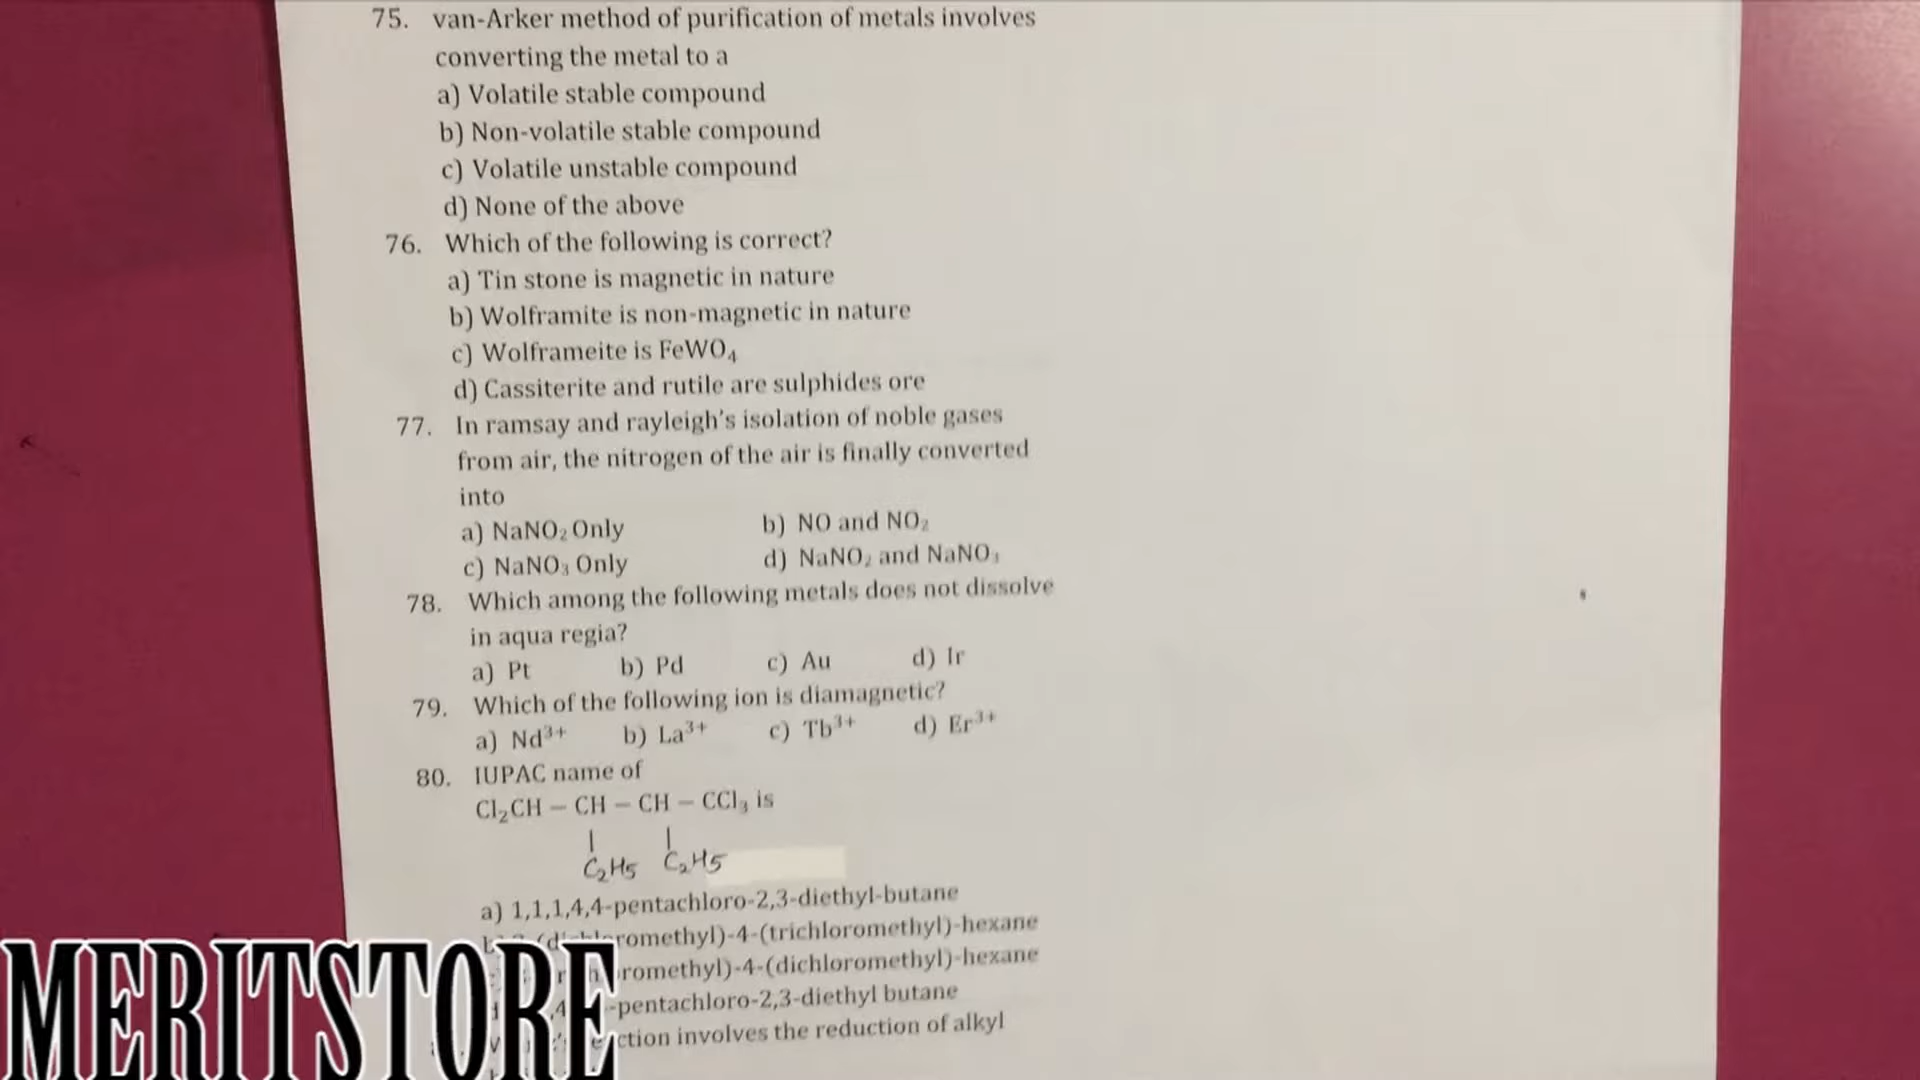 75. van-Arker method of purification of metals involves
converting the metal to a
a) Volatile stable compound
b) Non-volatile stable compound
c) Volatile unstable compound
d) None of the above
76. Which of the following is correct?
a) Tin stone is magnetic in nature
b) Wolframite is non-magnetic in nature
c) Wolframeite is FeWO₄
d) Cassiterite and rutile are sulphides ore
77. In ramsay and rayleigh's isolation of noble gases
from air, the nitrogen of the air is finally converted
into
a) NaNO₂ Only b) NO and NO₂
c) NaNO₃ Only d) NaNO₂ and NaNO₃
78. Which among the following metals does not dissolve
in aqua regia?
a) Pt b) Pd c) Au d) Ir
79. Which of the following ion is diamagnetic?
a) Nd³⁺ b) La³⁺ c) Tb³⁺ d) Er³⁺
80. IUPAC name of
Cl₂CH – CH – CH – CCl₃ is
C₂H₅ C₂H₅
a) 1,1,1,4,4-pentachloro-2,3-diethyl-butane
-4-(trichloromethyl)-hexane
-4-(dichloromethyl)-hexane
-pentachloro-2,3-diethyl butane
involves the reduction of alkyl
MERITSTORE